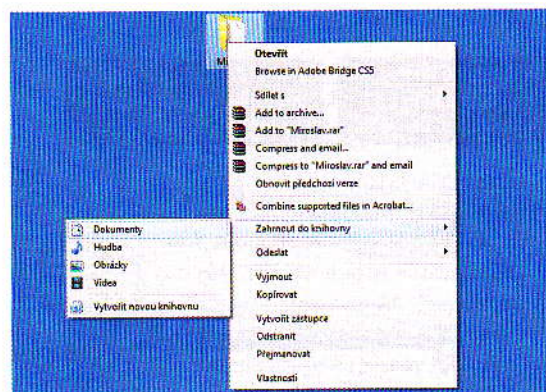 Otevřít
Browse in Adobe Bridge CS5
Sdílet s
Add to archive...
Add to "Miroslav.rar"
Compress and email...
Compress to "Miroslav.rar" and email
Obnovit předchozí verze
Combine supported files in Acrobat...
Zahrnout do knihovny
Odeslat
Vyjmout
Kopírovat
Vytvořit zástupce
Odstranit
Přejmenovat
Vlastnosti
Dokumenty
Hudba
Obrázky
Videa
Vytvořit novou knihovnu